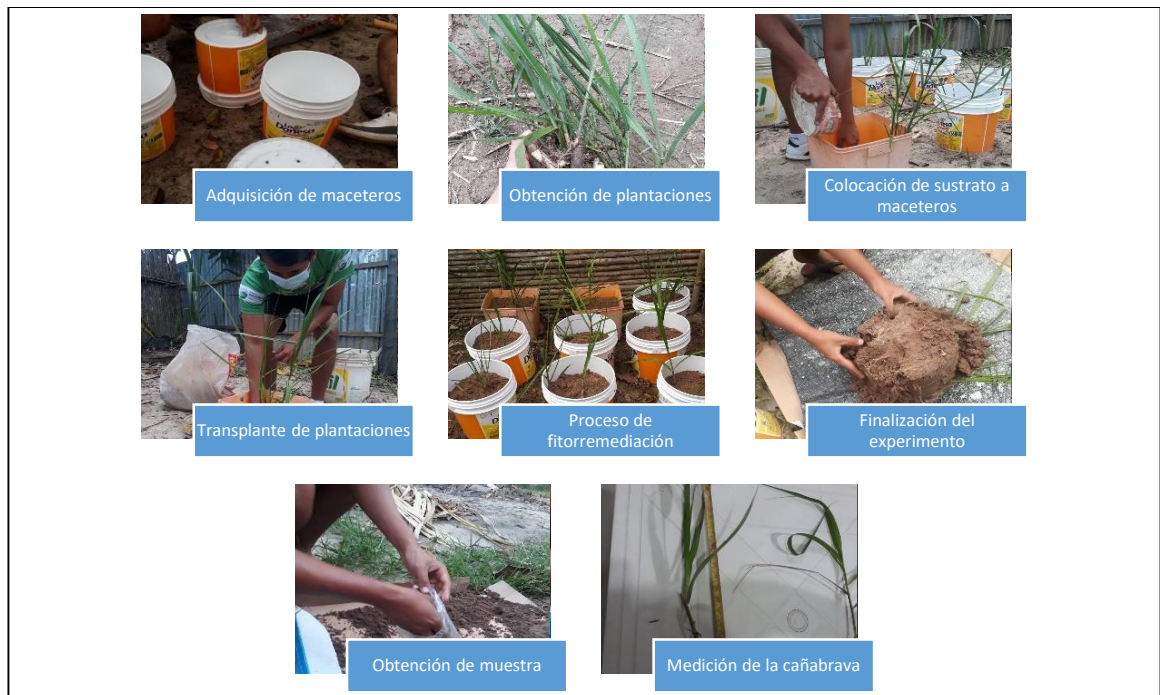 Danesa
Adquisición de maceteros
Obtención de plantaciones
Colocación de sustrato a
maceteros
Transplante de plantaciones
Proceso de
fitorremediación
Finalización del
experimento
Obtención de muestra
Medición de la cañabrava